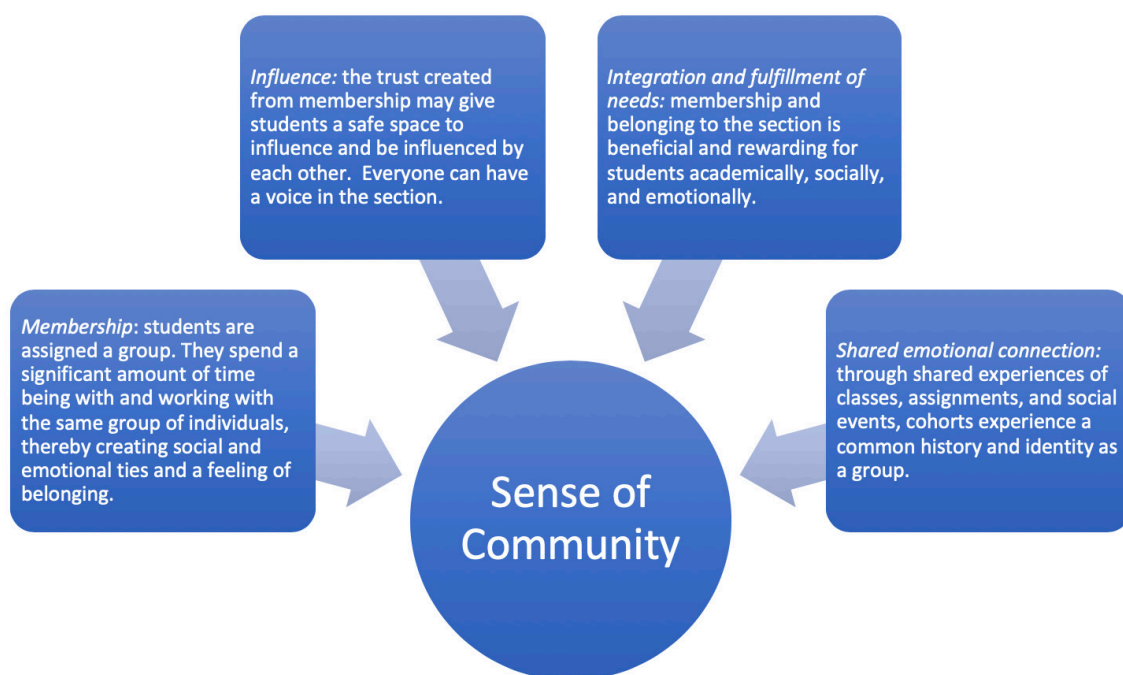 Influence: the trust created
from membership may give
students a safe space to
influence and be influenced by
each other.  Everyone can have
a voice in the section.
Integration and fulfillment of
needs: membership and
belonging to the section is
beneficial and rewarding for
students academically, socially,
and emotionally.
Membership: students are
assigned a group. They spend a
significant amount of time
being with and working with
the same group of individuals,
thereby creating social and
emotional ties and a feeling of
belonging.
Shared emotional connection:
through shared experiences of
classes, assignments, and social
events, cohorts experience a
common history and identity as
a group.
Sense of
Community